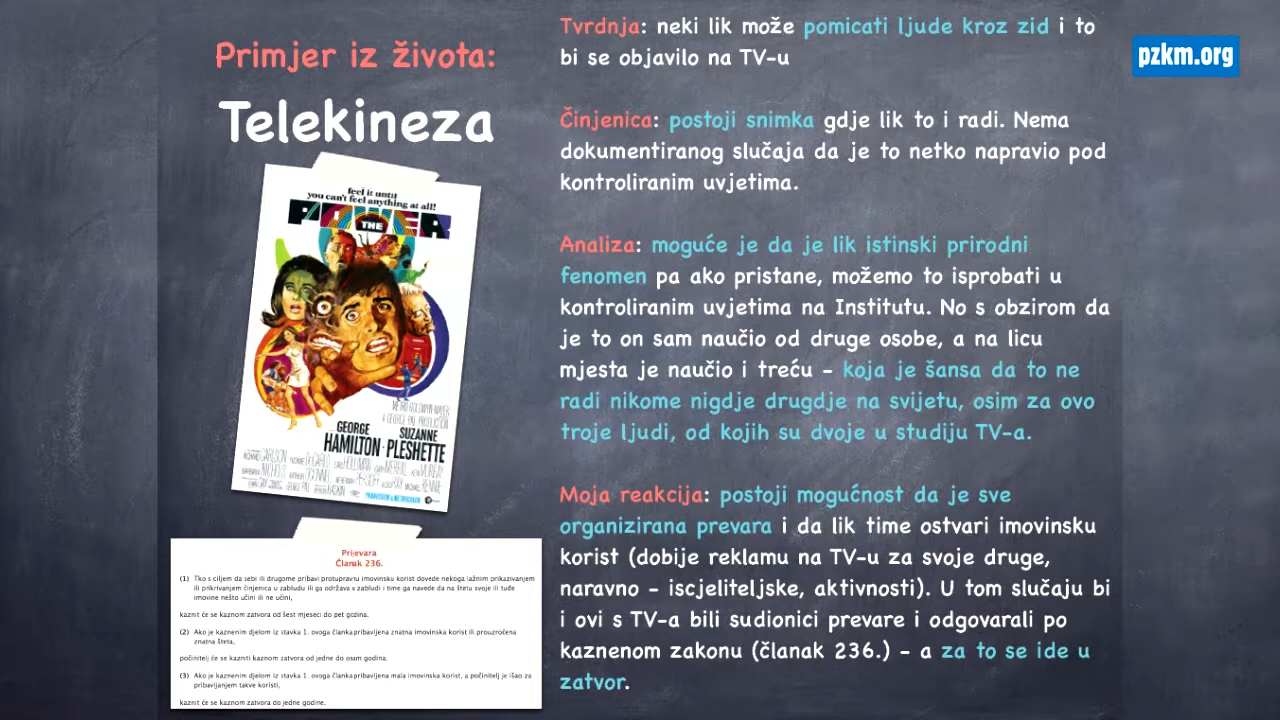 Primjer iz života:
Telekineza
feel it until
you can't feel anything at all!
THE
POWER
METRO-GOLDWYN-MAYER
A GEORGE PAL PRODUCTION
GEORGE
HAMILTON
SUZANNE
PLESHETTE
Prijevara
Članak 236.
(1) Tko s ciljem da sebi ili drugome pribavi protupravnu imovinsku korist dovede nekoga lažnim prikazivanjem
ili prikrivanjem činjenica u zabludu ili ga održava s zabludi i time ga navede da na štetu svoje ili tuđe
imovine nešto učini ili ne učini,
kaznit će se kaznom zatvora od šest mjeseci do pet godina.
(2) Ako je kaznenim djelom iz stavka 1. ovoga članka pribavljena znatna imovinska korist ili prouzročena
znatna šteta,
počinitelj će se kazniti kaznom zatvora od jedne do osam godina.
(3) Ako je kaznenim djelom iz stavka 1. ovoga članka pribavljena mala imovinska korist, a počinitelj je išao za
pribavljanjem takve koristi,
kaznit će se kaznom zatvora do jedne godine.
Tvrdnja: neki lik može pomicati ljude kroz zid i to
bi se objavilo na TV-u
Činjenica: postoji snimka gdje lik to i radi. Nema
dokumentiranog slučaja da je to netko napravio pod
kontroliranim uvjetima.
Analiza: moguće je da je lik istinski prirodni
fenomen pa ako pristane, možemo to isprobati u
kontroliranim uvjetima na Institutu. No s obzirom da
je to on sam naučio od druge osobe, a na licu
mjesta je naučio i treću - koja je šansa da to ne
radi nikome nigdje drugdje na svijetu, osim za ovo
troje ljudi, od kojih su dvoje u studiju TV-a.
Moja reakcija: postoji mogućnost da je sve
organizirana prevara i da lik time ostvari imovinsku
korist (dobije reklamu na TV-u za svoje druge,
naravno - iscjeliteljske, aktivnosti). U tom slučaju bi
i ovi s TV-a bili sudionici prevare i odgovarali po
kaznenom zakonu (članak 236.) - a za to se ide u
zatvor.
pzkm.org